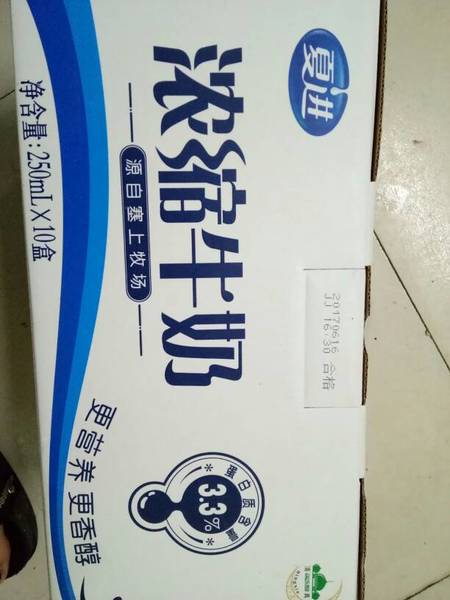 夏进
浓缩牛奶
源自塞上牧场
净含量:250mL×10盒
20170616 合格
JJ 16:30
更营养 更香醇
*蛋白质含量*
3.3%